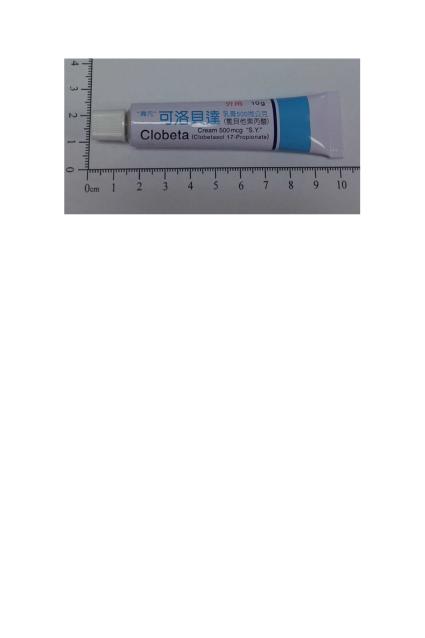 外用 10g
"壽元" 可洛貝達 乳膏500微公克
(氯貝他索丙酸)
Cream 500mcg "S.Y."
Clobeta (Clobetasol 17-Propionate)
4
3
2
1
0
0cm 1 2 3 4 5 6 7 8 9 10